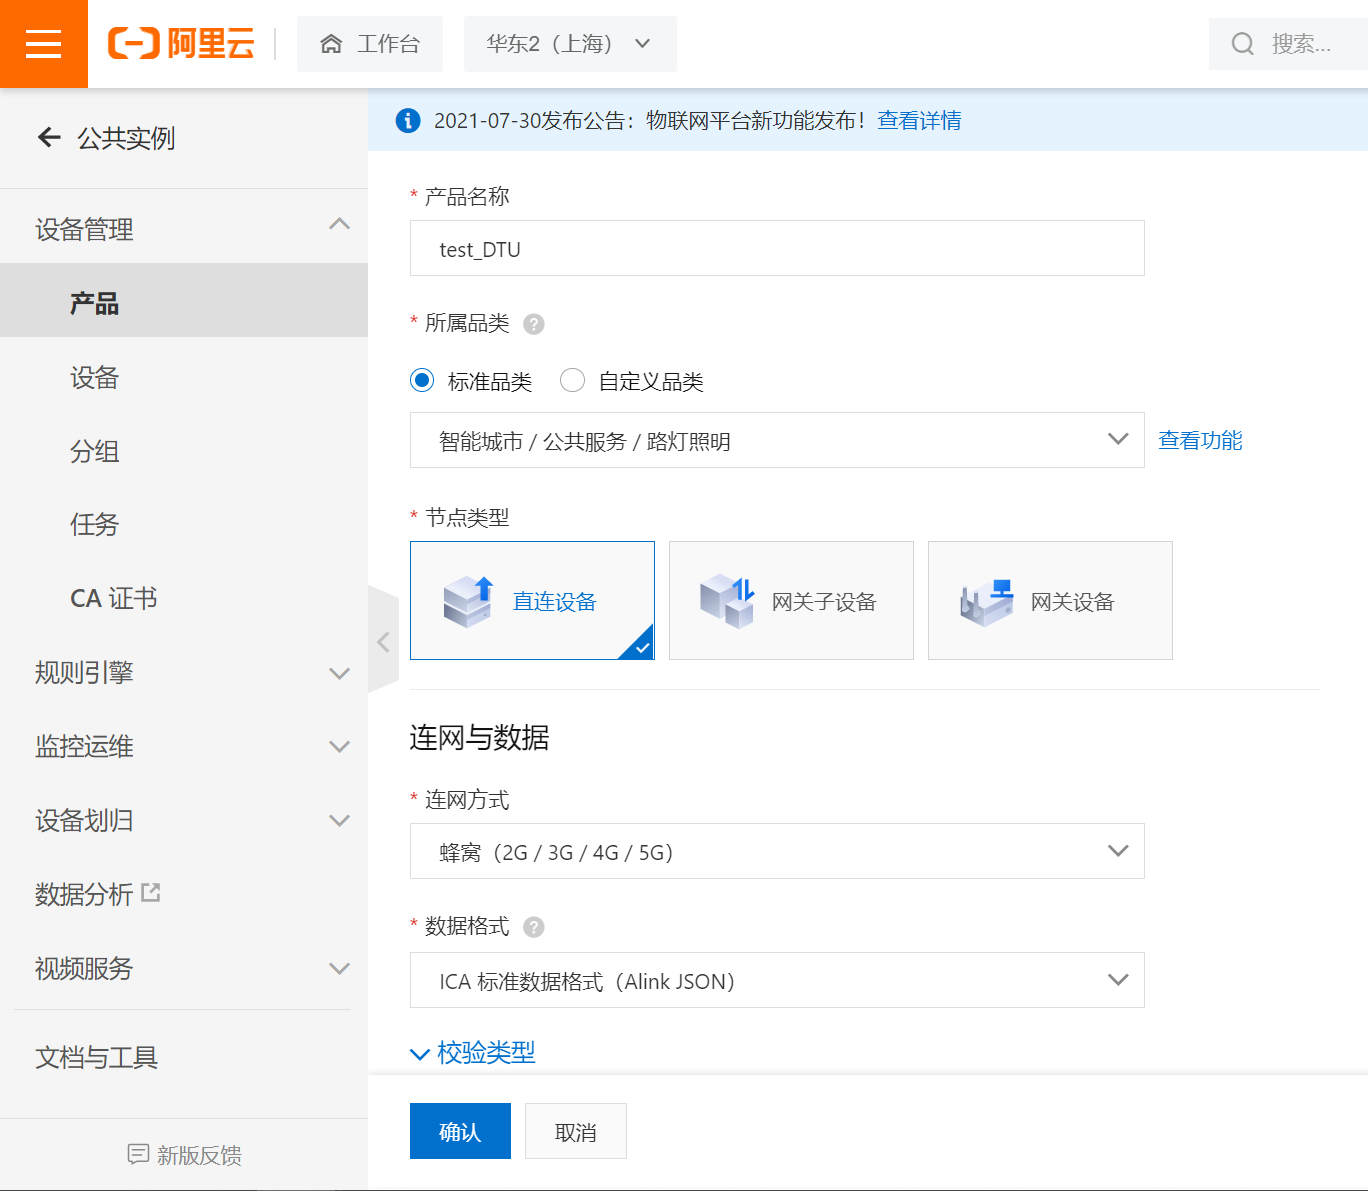 阿里云
工作台
华东2（上海）
搜索...
公共实例
设备管理
产品
设备
分组
任务
CA 证书
规则引擎
监控运维
设备划归
数据分析
视频服务
文档与工具
新版反馈
2021-07-30发布公告：物联网平台新功能发布！查看详情
* 产品名称
test_DTU
* 所属品类 ?
标准品类 自定义品类
智能城市 / 公共服务 / 路灯照明
查看功能
* 节点类型
直连设备 网关子设备 网关设备
连网与数据
* 连网方式
蜂窝（2G / 3G / 4G / 5G）
* 数据格式 ?
ICA 标准数据格式（Alink JSON）
校验类型
确认 取消